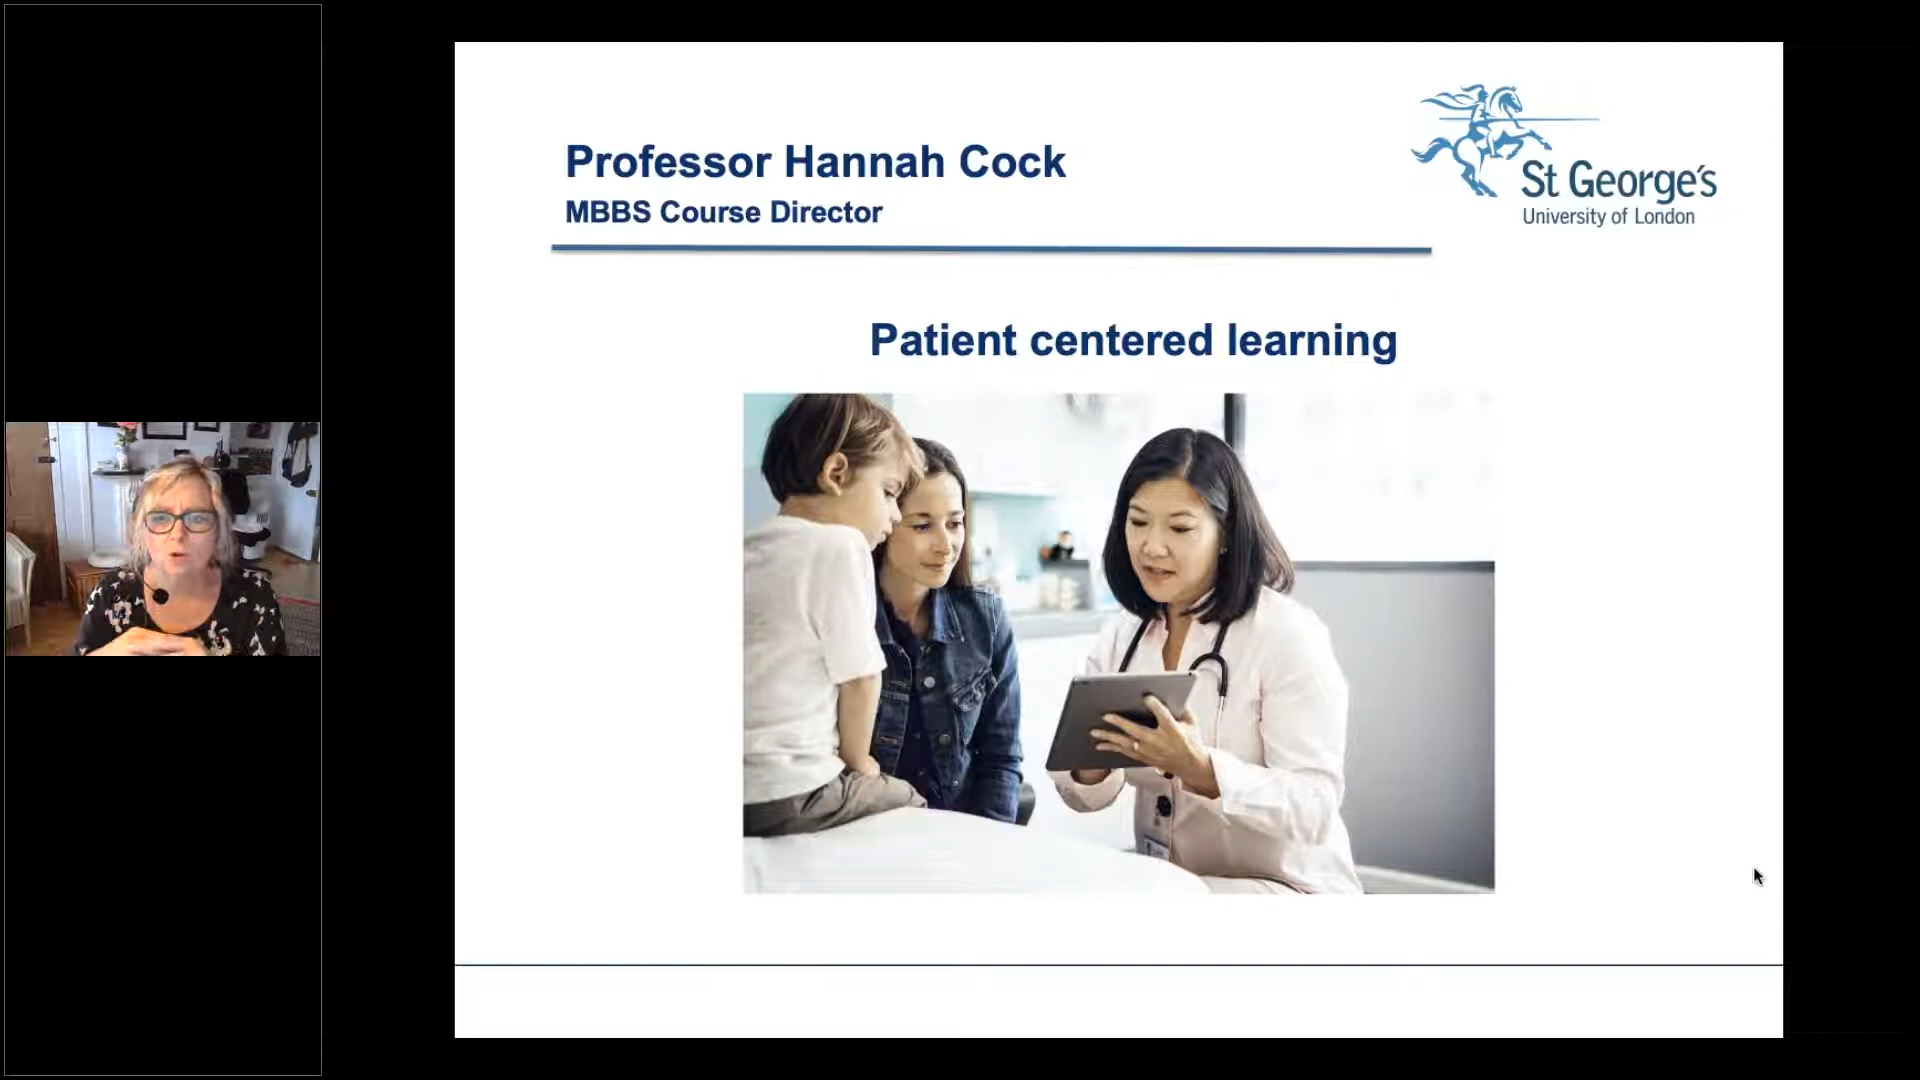 Professor Hannah Cock
MBBS Course Director
St George's
University of London
Patient centered learning